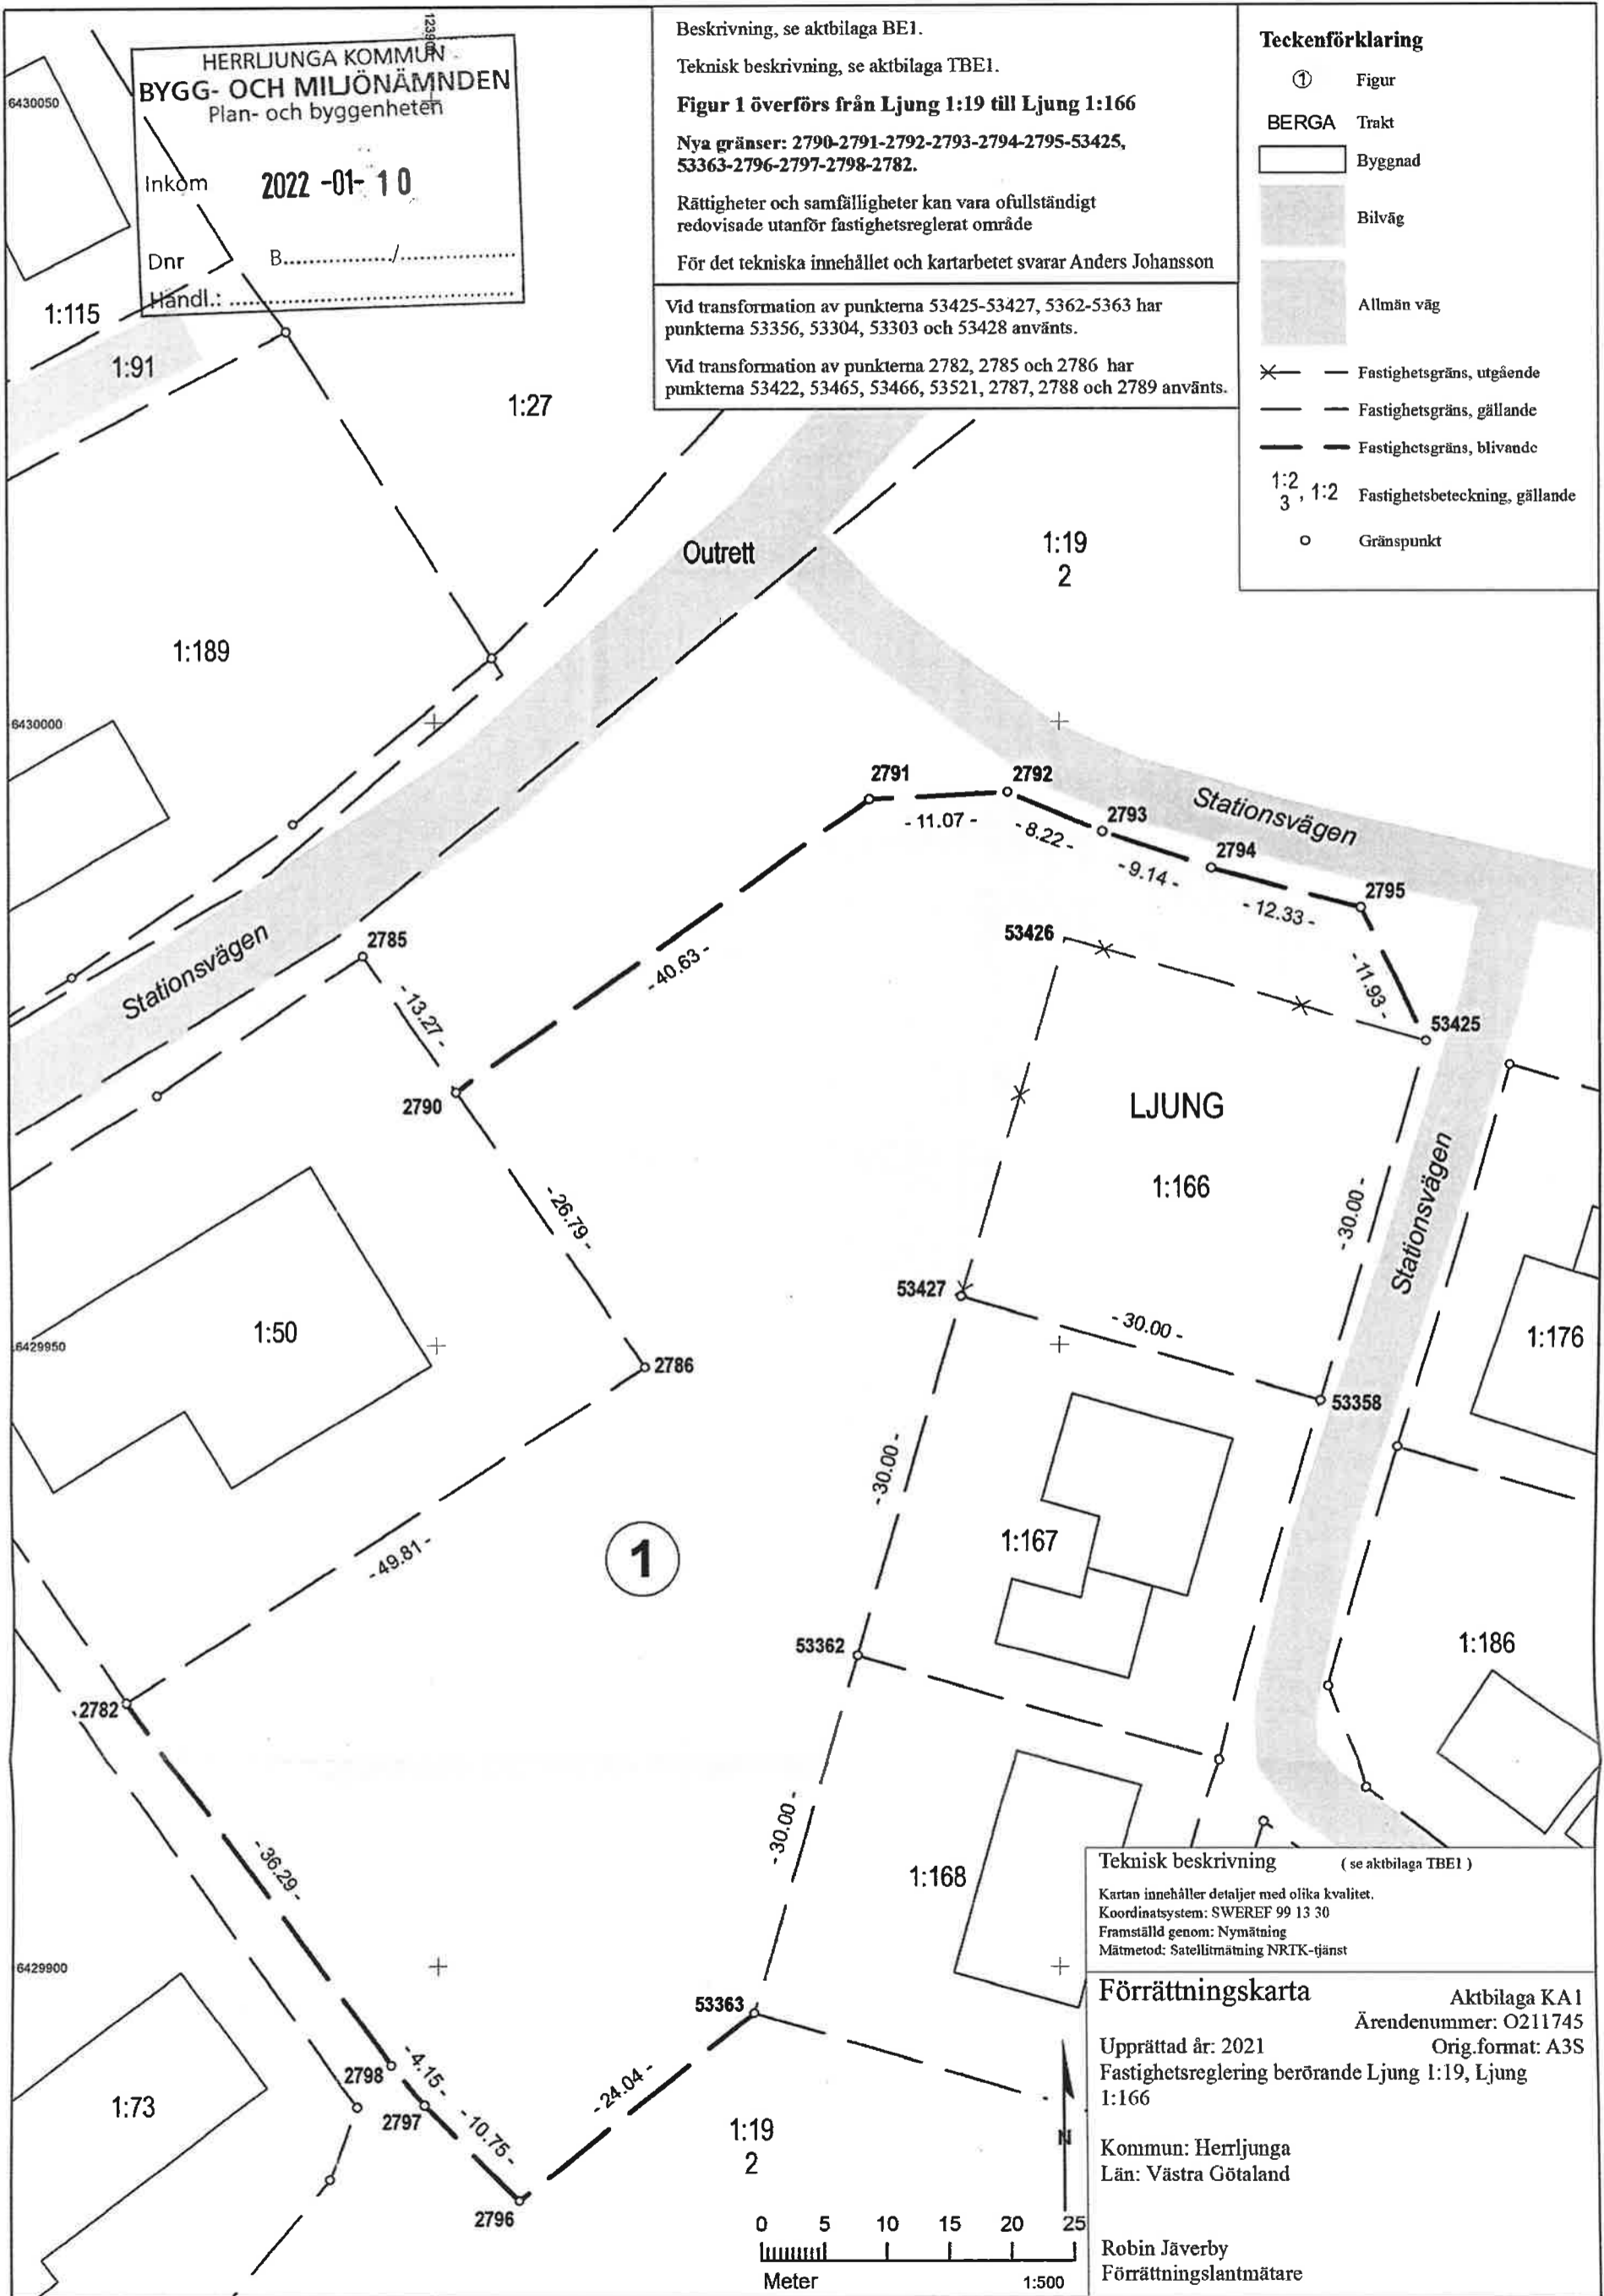 123900
HERRLJUNGA KOMMUN
BYGG- OCH MILJÖNÄMNDEN
Plan- och byggenheten
Inkom 2022 -01- 10
Dnr B................/..................
Handl.: ..............................................
Beskrivning, se aktbilaga BE1.
Teknisk beskrivning, se aktbilaga TBE1.
Figur 1 överförs från Ljung 1:19 till Ljung 1:166
Nya gränser: 2790-2791-2792-2793-2794-2795-53425,
53363-2796-2797-2798-2782.
Rättigheter och samfälligheter kan vara ofullständigt
redovisade utanför fastighetsreglerat område
För det tekniska innehållet och kartarbetet svarar Anders Johansson
Vid transformation av punkterna 53425-53427, 5362-5363 har
punkterna 53356, 53304, 53303 och 53428 använts.
Vid transformation av punkterna 2782, 2785 och 2786 har
punkterna 53422, 53465, 53466, 53521, 2787, 2788 och 2789 använts.
Teckenförklaring
1 Figur
BERGA Trakt
Byggnad
Bilväg
Allmän väg
Fastighetsgräns, utgående
Fastighetsgräns, gällande
Fastighetsgräns, blivande
1:2
3 , 1:2 Fastighetsbeteckning, gällande
Gränspunkt
6430050
1:115
1:91
1:27
Outrett
1:19
2
1:189
6430000
2791
2792
2793
2794
2795
Stationsvägen
- 11.07 -
- 8.22 -
- 9.14 -
- 12.33 -
- 11.93 -
53426
53425
2785
Stationsvägen
- 13.27 -
- 40.63 -
2790
LJUNG
1:166
- 26.79 -
- 30.00 -
Stationsvägen
53427
- 30.00 -
1:50
6429950
2786
1:176
53358
- 30.00 -
1:167
- 49.81 -
1
53362
1:186
2782
- 36.29 -
- 30.00 -
1:168
6429900
53363
2798
- 4.15 -
2797
- 10.75 -
- 24.04 -
1:73
1:19
2
2796
N
0 5 10 15 20 25
Meter 1:500
Teknisk beskrivning ( se aktbilaga TBE1 )
Kartan innehåller detaljer med olika kvalitet.
Koordinatsystem: SWEREF 99 13 30
Framställd genom: Nymätning
Mätmetod: Satellitmätning NRTK-tjänst
Förrättningskarta Aktbilaga KA1
Ärendenummer: O211745
Upprättad år: 2021 Orig.format: A3S
Fastighetsreglering berörande Ljung 1:19, Ljung
1:166
Kommun: Herrljunga
Län: Västra Götaland
Robin Jäverby
Förrättningslantmätare